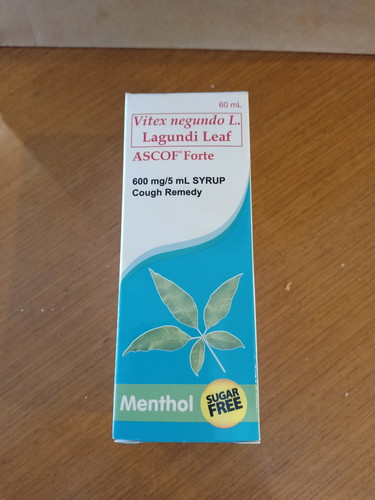 60 mL
Vitex negundo L.
Lagundi Leaf
ASCOF® Forte
600 mg/5 mL SYRUP
Cough Remedy
Menthol
SUGAR
FREE